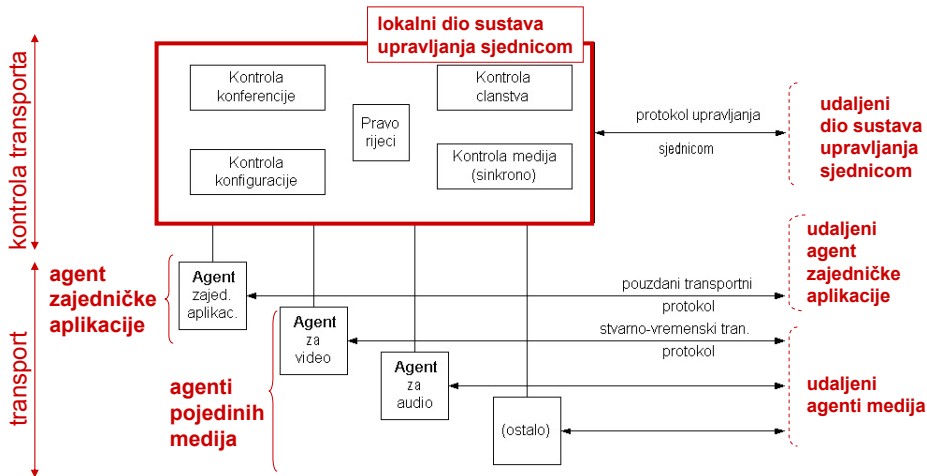 lokalni dio sustava
upravljanja sjednicom
kontrola transporta
Kontrola
konferencije
Kontrola
clanstva
Pravo
rijeci
Kontrola
konfiguracije
Kontrola medija
(sinkrono)
protokol upravljanja
sjednicom
udaljeni
dio sustava
upravljanja
sjednicom
transport
agent
zajedničke
aplikacije
Agent
zajed.
aplikac.
pouzdani transportni
protokol
udaljeni
agent
zajedničke
aplikacije
agenti
pojedinih
medija
Agent
za
video
stvarno-vremenski tran.
protokol
Agent
za
audio
(ostalo)
udaljeni
agenti medija